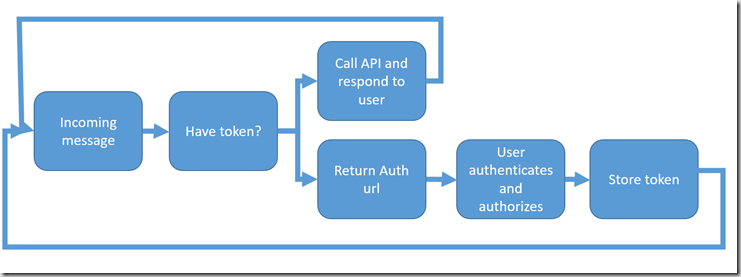 Incoming
message
Have token?
Call API and
respond to
user
Return Auth
url
User
authenticates
and
authorizes
Store token